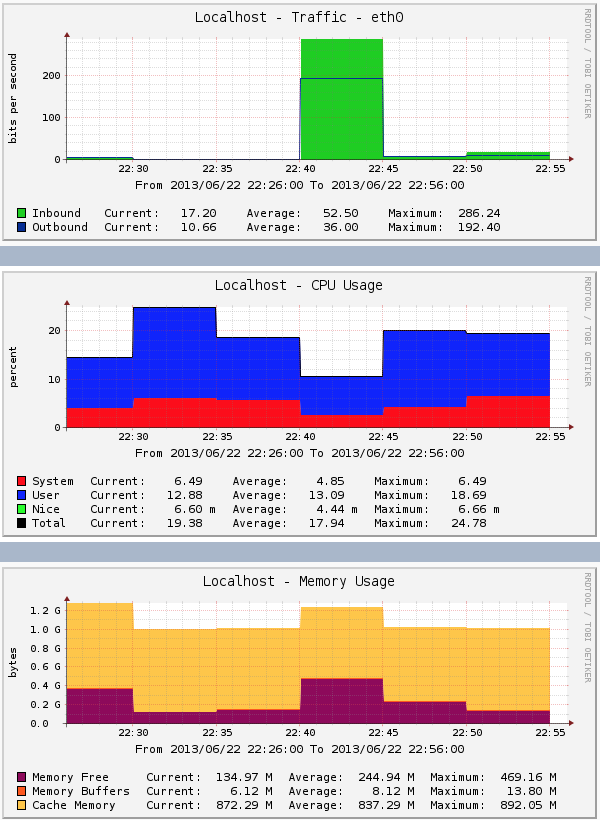 Localhost - Traffic - eth0
RRDTOOL / TOBI OETIKER
bits per second
200
100
0
22:30 22:35 22:40 22:45 22:50 22:55
From 2013/06/22 22:26:00 To 2013/06/22 22:56:00
Inbound Current: 17.20 Average: 52.50 Maximum: 286.24
Outbound Current: 10.66 Average: 36.00 Maximum: 192.40
Localhost - CPU Usage
RRDTOOL / TOBI OETIKER
percent
20
10
0
22:30 22:35 22:40 22:45 22:50 22:55
From 2013/06/22 22:26:00 To 2013/06/22 22:56:00
System Current: 6.49 Average: 4.85 Maximum: 6.49
User Current: 12.88 Average: 13.09 Maximum: 18.69
Nice Current: 6.60 m Average: 4.44 m Maximum: 6.66 m
Total Current: 19.38 Average: 17.94 Maximum: 24.78
Localhost - Memory Usage
RRDTOOL / TOBI OETIKER
bytes
1.2 G
1.0 G
0.8 G
0.6 G
0.4 G
0.2 G
0.0
22:30 22:35 22:40 22:45 22:50 22:55
From 2013/06/22 22:26:00 To 2013/06/22 22:56:00
Memory Free Current: 134.97 M Average: 244.94 M Maximum: 469.16 M
Memory Buffers Current: 6.12 M Average: 8.12 M Maximum: 13.80 M
Cache Memory Current: 872.29 M Average: 837.29 M Maximum: 892.05 M